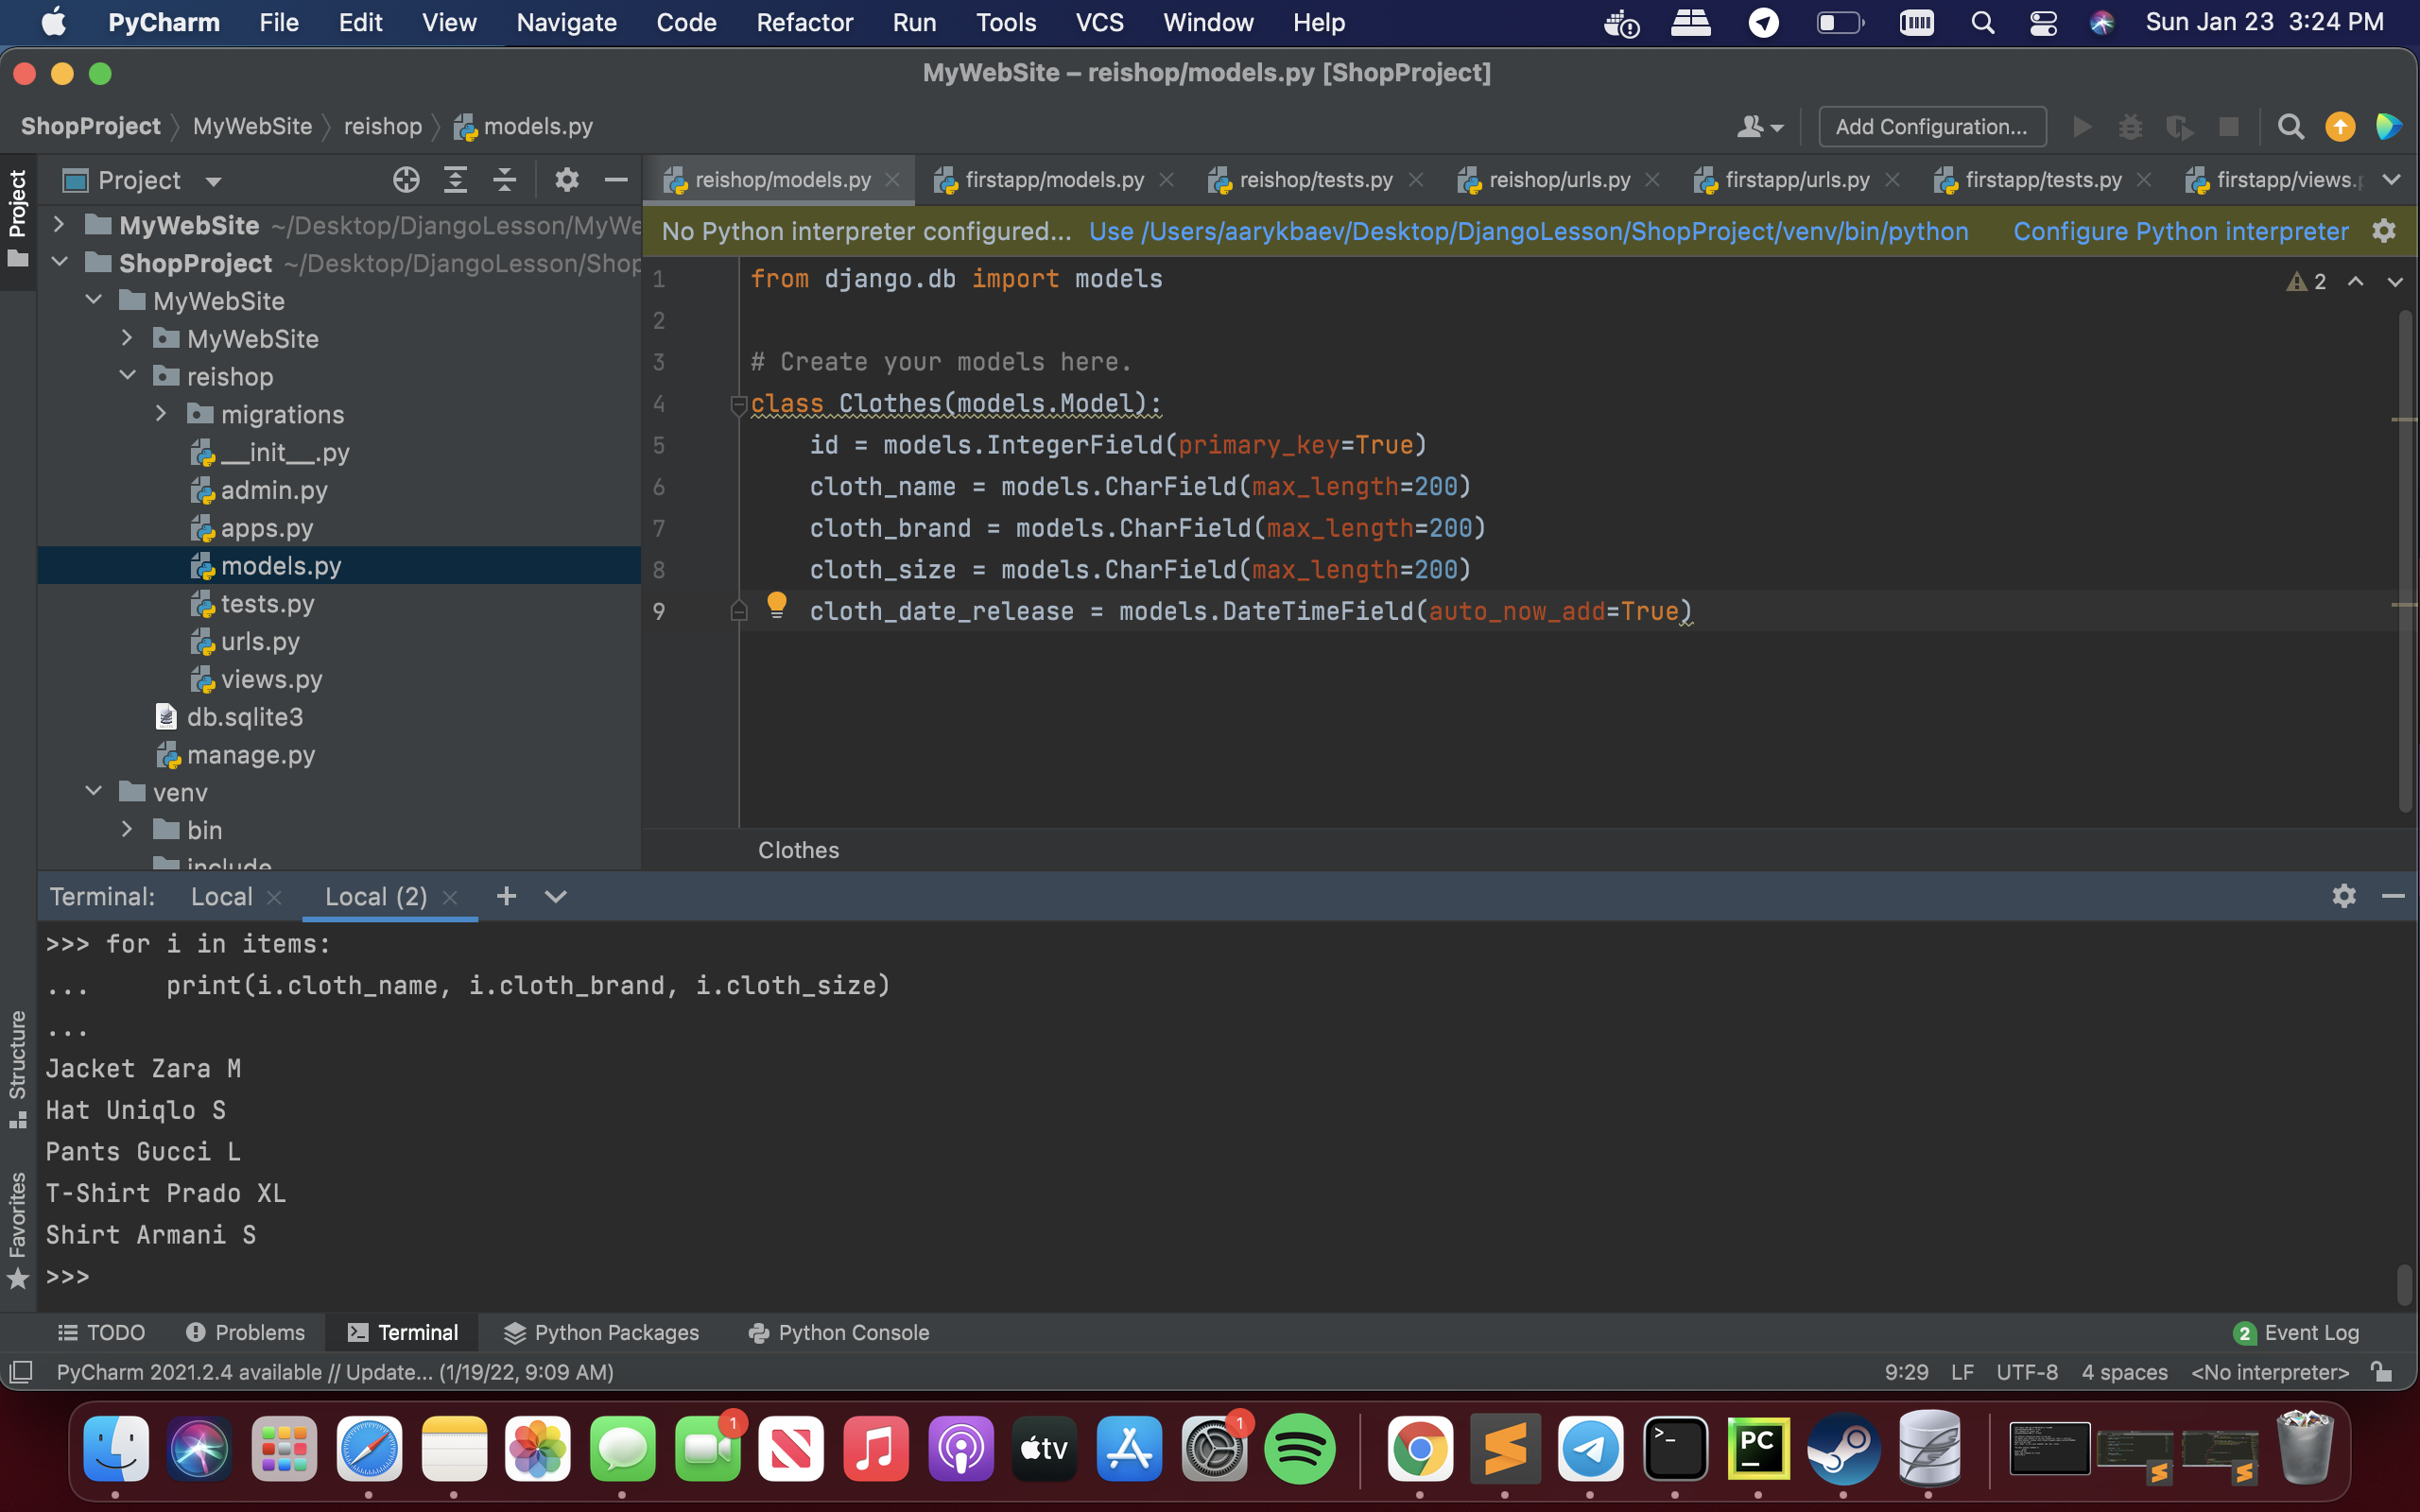 PyCharm File Edit View Navigate Code Refactor Run Tools VCS Window Help Sun Jan 23 3:24 PM
MyWebSite – reishop/models.py [ShopProject]
ShopProject MyWebSite reishop models.py Add Configuration...
Project
Project
reishop/models.py firstapp/models.py reishop/tests.py reishop/urls.py firstapp/urls.py firstapp/tests.py firstapp/views.p
MyWebSite ~/Desktop/DjangoLesson/MyWe
ShopProject ~/Desktop/DjangoLesson/Shop
MyWebSite
MyWebSite
reishop
migrations
__init__.py
admin.py
apps.py
models.py
tests.py
urls.py
views.py
db.sqlite3
manage.py
venv
bin
include
No Python interpreter configured... Use /Users/aarykbaev/Desktop/DjangoLesson/ShopProject/venv/bin/python Configure Python interpreter
2
1 from django.db import models
2
3 # Create your models here.
4 class Clothes(models.Model):
5 id = models.IntegerField(primary_key=True)
6 cloth_name = models.CharField(max_length=200)
7 cloth_brand = models.CharField(max_length=200)
8 cloth_size = models.CharField(max_length=200)
9 cloth_date_release = models.DateTimeField(auto_now_add=True)
Clothes
Terminal: Local Local (2)
>>> for i in items:
...     print(i.cloth_name, i.cloth_brand, i.cloth_size)
...
Jacket Zara M
Hat Uniqlo S
Pants Gucci L
T-Shirt Prado XL
Shirt Armani S
>>>
Structure
Favorites
TODO Problems Terminal Python Packages Python Console 2 Event Log
PyCharm 2021.2.4 available // Update... (1/19/22, 9:09 AM) 9:29 LF UTF-8 4 spaces <No interpreter>
1
tv
1
>_
PC